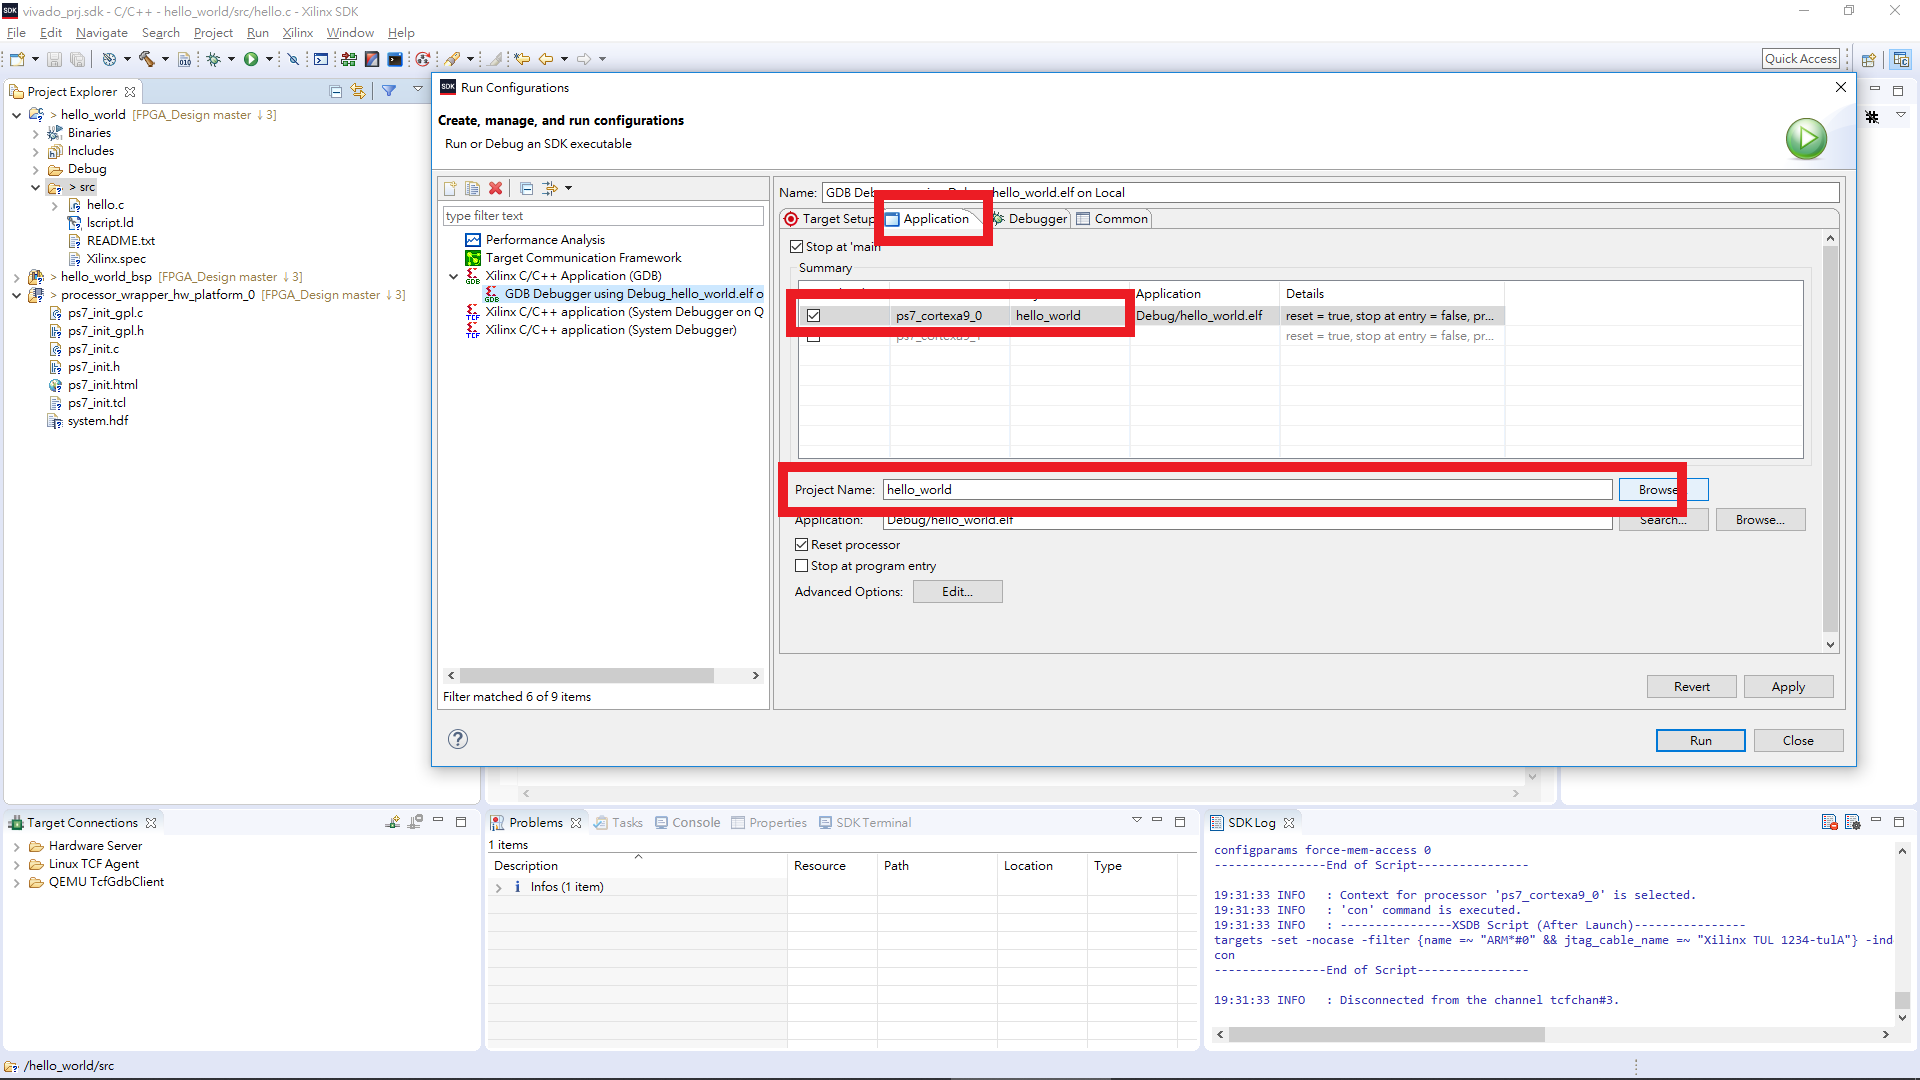 vivado_prj.sdk - C/C++ - hello_world/src/hello.c - Xilinx SDK
File Edit Navigate Search Project Run Xilinx Window Help
Quick Access
Project Explorer
> hello_world [FPGA_Design master ↓ 3]
Binaries
Includes
Debug
> src
hello.c
lscript.ld
README.txt
Xilinx.spec
> hello_world_bsp [FPGA_Design master ↓ 3]
> processor_wrapper_hw_platform_0 [FPGA_Design master ↓ 3]
ps7_init_gpl.c
ps7_init_gpl.h
ps7_init.c
ps7_init.h
ps7_init.html
ps7_init.tcl
system.hdf
SDK Run Configurations
Create, manage, and run configurations
Run or Debug an SDK executable
type filter text
Performance Analysis
Target Communication Framework
Xilinx C/C++ Application (GDB)
GDB Debugger using Debug_hello_world.elf o
Xilinx C/C++ application (System Debugger on Q
Xilinx C/C++ application (System Debugger)
Filter matched 6 of 9 items
Name: GDB hello_world.elf on Local
Target Setup Application Debugger Common
Stop at 'main'
Summary
Application Details
ps7_cortexa9_0 hello_world Debug/hello_world.elf reset = true, stop at entry = false, pr...
ps7_cortexa9_1 reset = true, stop at entry = false, pr...
Project Name: hello_world Browse
Application: Debug/hello_world.elf Search... Browse...
Reset processor
Stop at program entry
Advanced Options: Edit...
Revert Apply
Run Close
Target Connections
Hardware Server
Linux TCF Agent
QEMU TcfGdbClient
Problems Tasks Console Properties SDK Terminal
1 items
Description Resource Path Location Type
Infos (1 item)
SDK Log
configparams force-mem-access 0
----------------End of Script----------------
19:31:33 INFO : Context for processor 'ps7_cortexa9_0' is selected.
19:31:33 INFO : 'con' command is executed.
19:31:33 INFO : ----------------XSDB Script (After Launch)----------------
targets -set -nocase -filter {name =~ "ARM*#0" && jtag_cable_name =~ "Xilinx TUL 1234-tulA"} -ind
con
----------------End of Script----------------
19:31:33 INFO : Disconnected from the channel tcfchan#3.
/hello_world/src